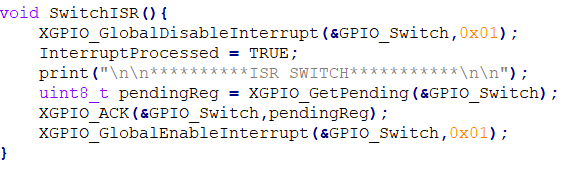 void SwitchISR(){
XGPIO_GlobalDisableInterrupt(&GPIO_Switch,0x01);
InterruptProcessed = TRUE;
print("\n\n**********ISR SWITCH***********\n\n");
uint8_t pendingReg = XGPIO_GetPending(&GPIO_Switch);
XGPIO_ACK(&GPIO_Switch,pendingReg);
XGPIO_GlobalEnableInterrupt(&GPIO_Switch,0x01);
}